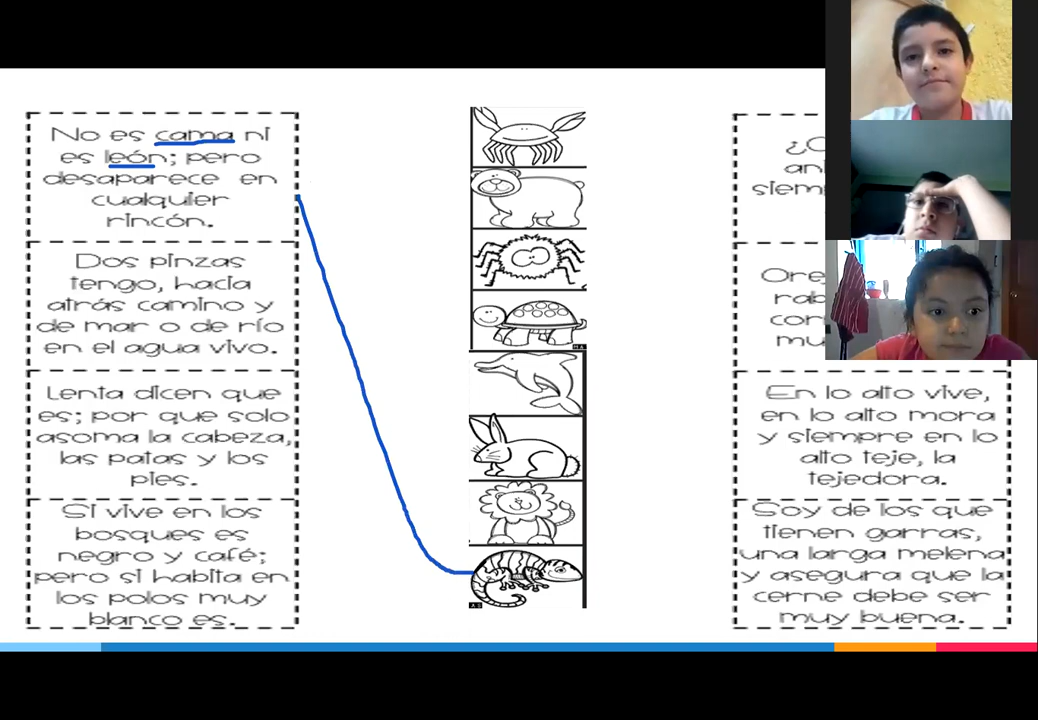 No es cama ni
es león; pero
desaparece en
cualquier
rincón.
Dos pinzas
tengo, hacia
atrás camino y
de mar o de río
en el agua vivo.
Lenta dicen que
es; por que solo
asoma la cabeza,
las patas y los
pies.
Si vive en los
bosques es
negro y café;
pero si habita en
los polos muy
blanco es.
En lo alto vive,
en lo alto mora
y siempre en lo
alto teje, la
tejedora.
Soy de los que
tienen garras,
una larga melena
y asegura que la
cerne debe ser
muy buena.